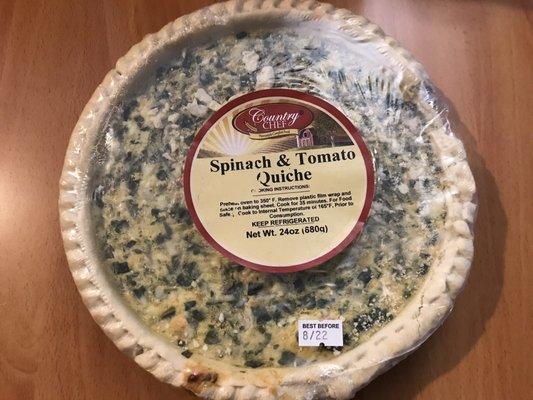 Country
CHEF
Spinach & Tomato
Quiche
COOKING INSTRUCTIONS:
Preheat oven to 350° F. Remove plastic film wrap and
place on baking sheet. Cook for 35 minutes. For Food
Safety, Cook to Internal Temperature of 165°F. Prior to
Consumption.
KEEP REFRIGERATED
Net Wt. 24oz (680g)
BEST BEFORE
8/22